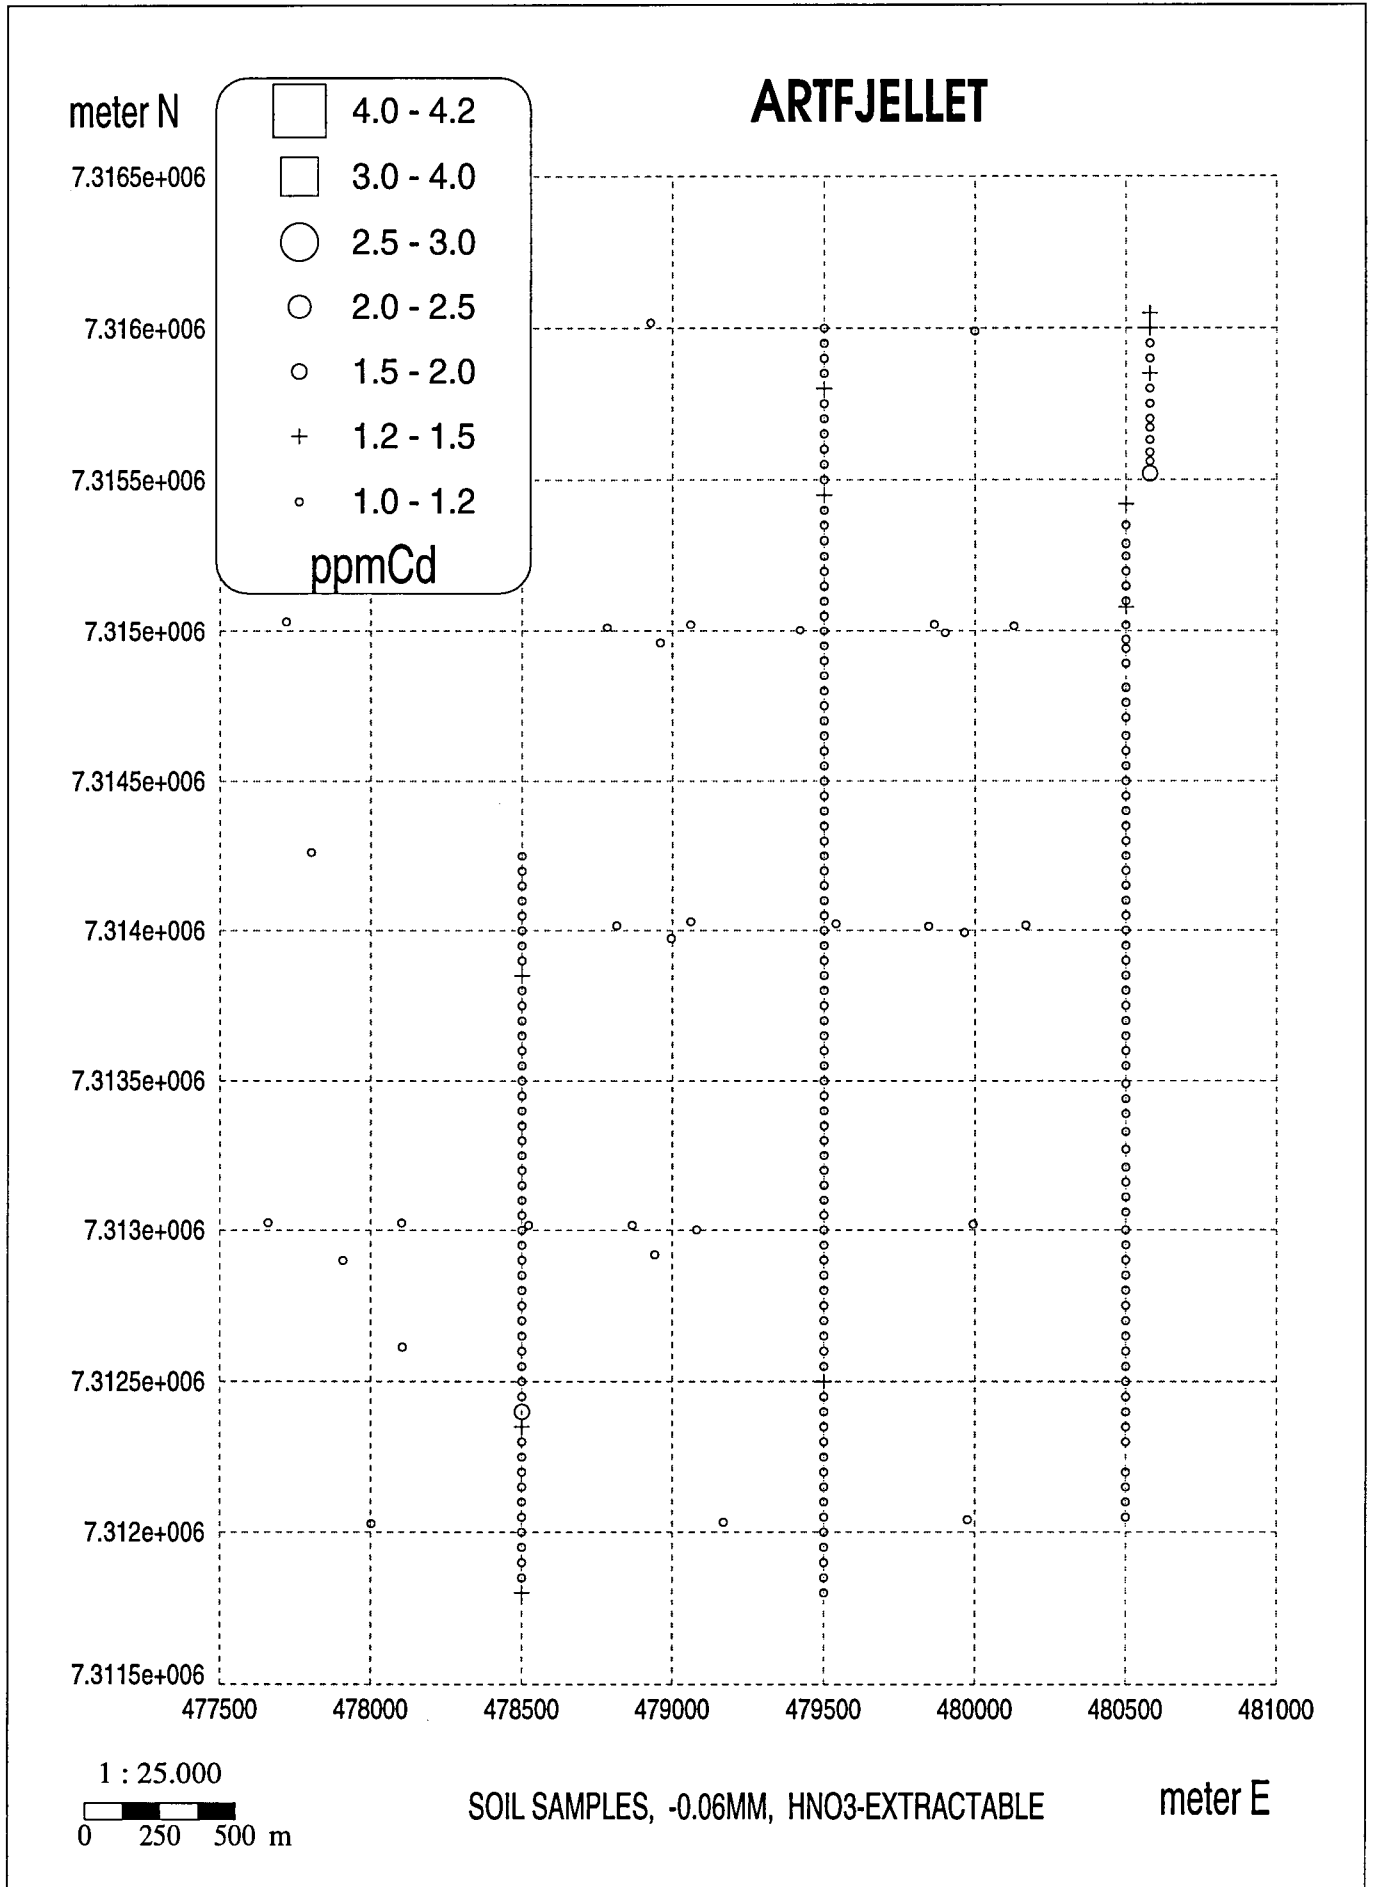 ARTFJELLET
meter N
4.0 - 4.2
3.0 - 4.0
2.5 - 3.0
2.0 - 2.5
1.5 - 2.0
1.2 - 1.5
1.0 - 1.2
ppmCd
7.3165e+006
7.316e+006
7.3155e+006
7.315e+006
7.3145e+006
7.314e+006
7.3135e+006
7.313e+006
7.3125e+006
7.312e+006
7.3115e+006
477500 478000 478500 479000 479500 480000 480500 481000
1 : 25.000
0 250 500 m
SOIL SAMPLES, -0.06MM, HNO3-EXTRACTABLE
meter E